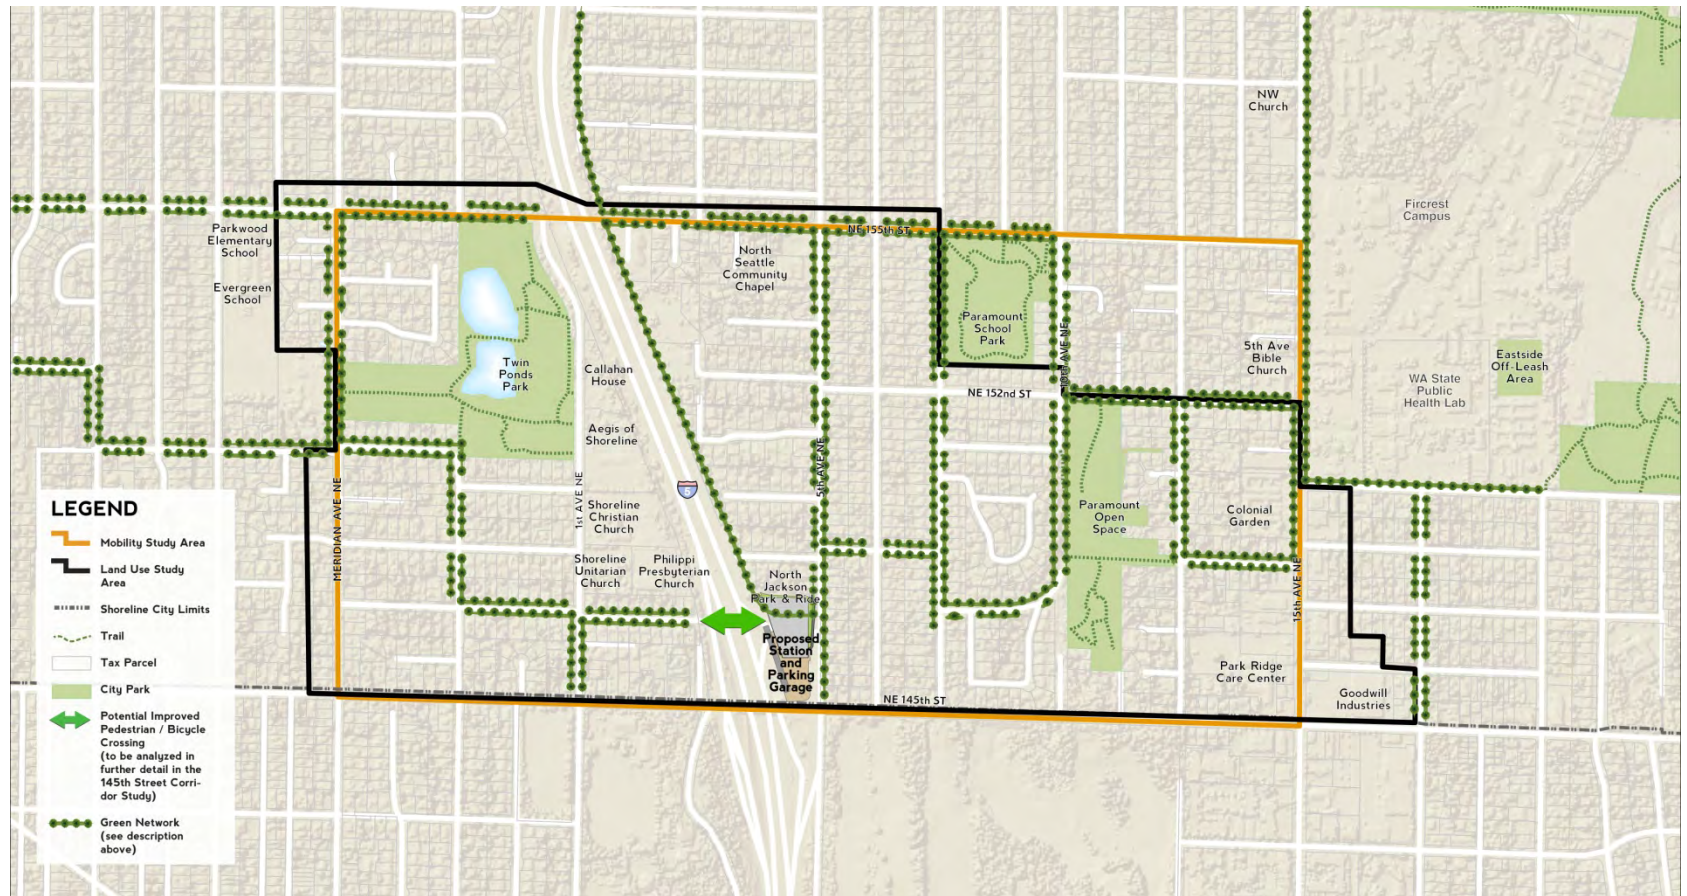 NW
Church
Fircrest
Campus
Parkwood
Elementary
School
Evergreen
School
NE 155th ST
North
Seattle
Community
Chapel
Paramount
School
Park
10th AVE NE
5th Ave
Bible
Church
Eastside
Off-Leash
Area
WA State
Public
Health Lab
Twin
Ponds
Park
Callahan
House
NE 152nd ST
Aegis of
Shoreline
5th AVE NE
5
MERIDIAN AVE NE
1st AVE NE
Shoreline
Christian
Church
Paramount
Open
Space
Colonial
Garden
Shoreline
Unitarian
Church
Philippi
Presbyterian
Church
North
Jackson
Park & Ride
15th AVE NE
Proposed
Station
and
Parking
Garage
Park Ridge
Care Center
Goodwill
Industries
NE 145th ST
LEGEND
Mobility Study Area
Land Use Study
Area
Shoreline City Limits
Trail
Tax Parcel
City Park
Potential Improved
Pedestrian / Bicycle
Crossing
(to be analyzed in
further detail in the
145th Street Corri-
dor Study)
Green Network
(see description
above)